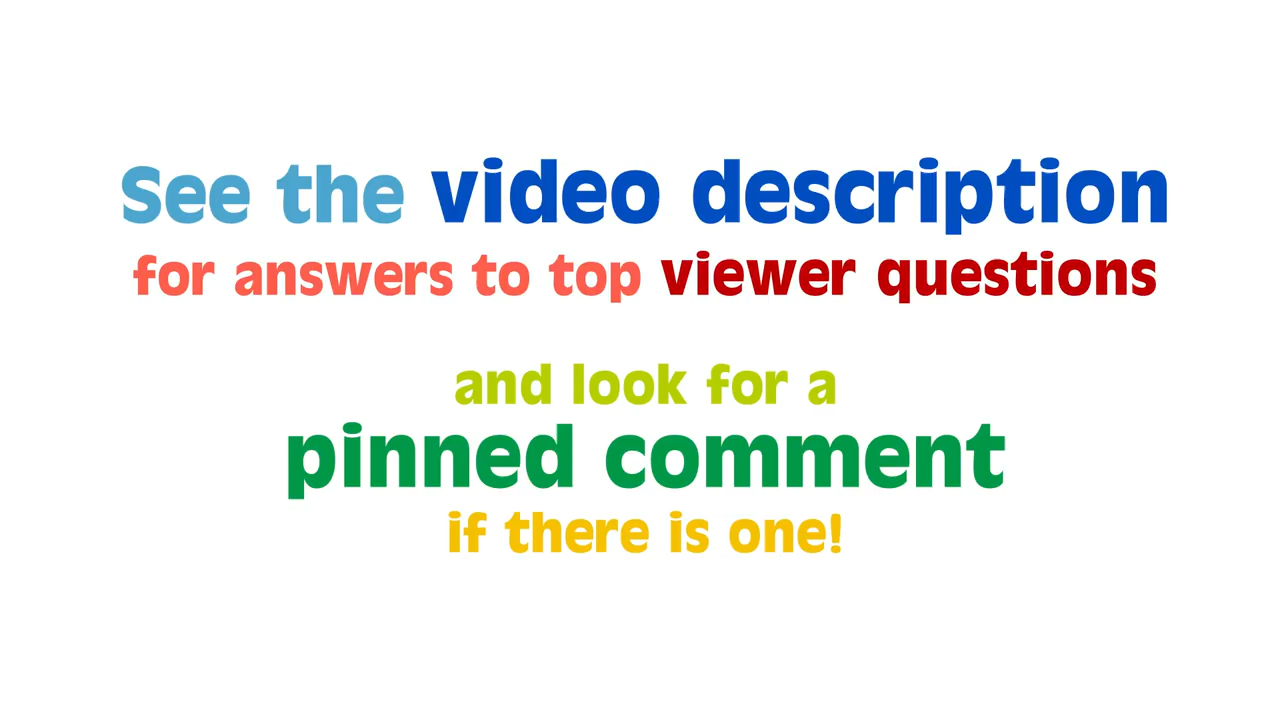 See the video description
for answers to top viewer questions
and look for a
pinned comment
if there is one!